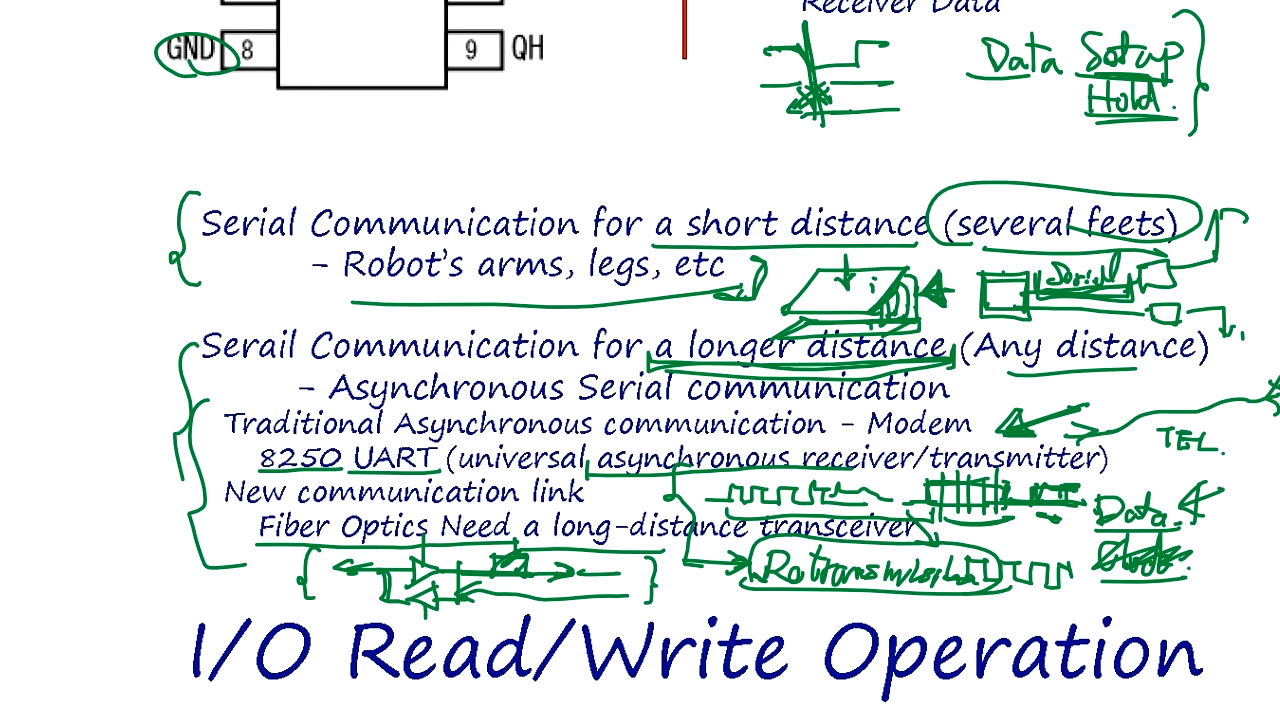 Receiver Data
GND 8 9 QH
Data Setup
Hold.
Serial Communication for a short distance (several feets)
- Robot's arms, legs, etc
Serial
Serail Communication for a longer distance (Any distance)
- Asynchronous Serial communication
Traditional Asynchronous communication - Modem
TEL.
8250 UART (universal asynchronous receiver/transmitter)
New communication link
Data
Fiber Optics Need a long-distance transceiver
I/O Read/Write Operation